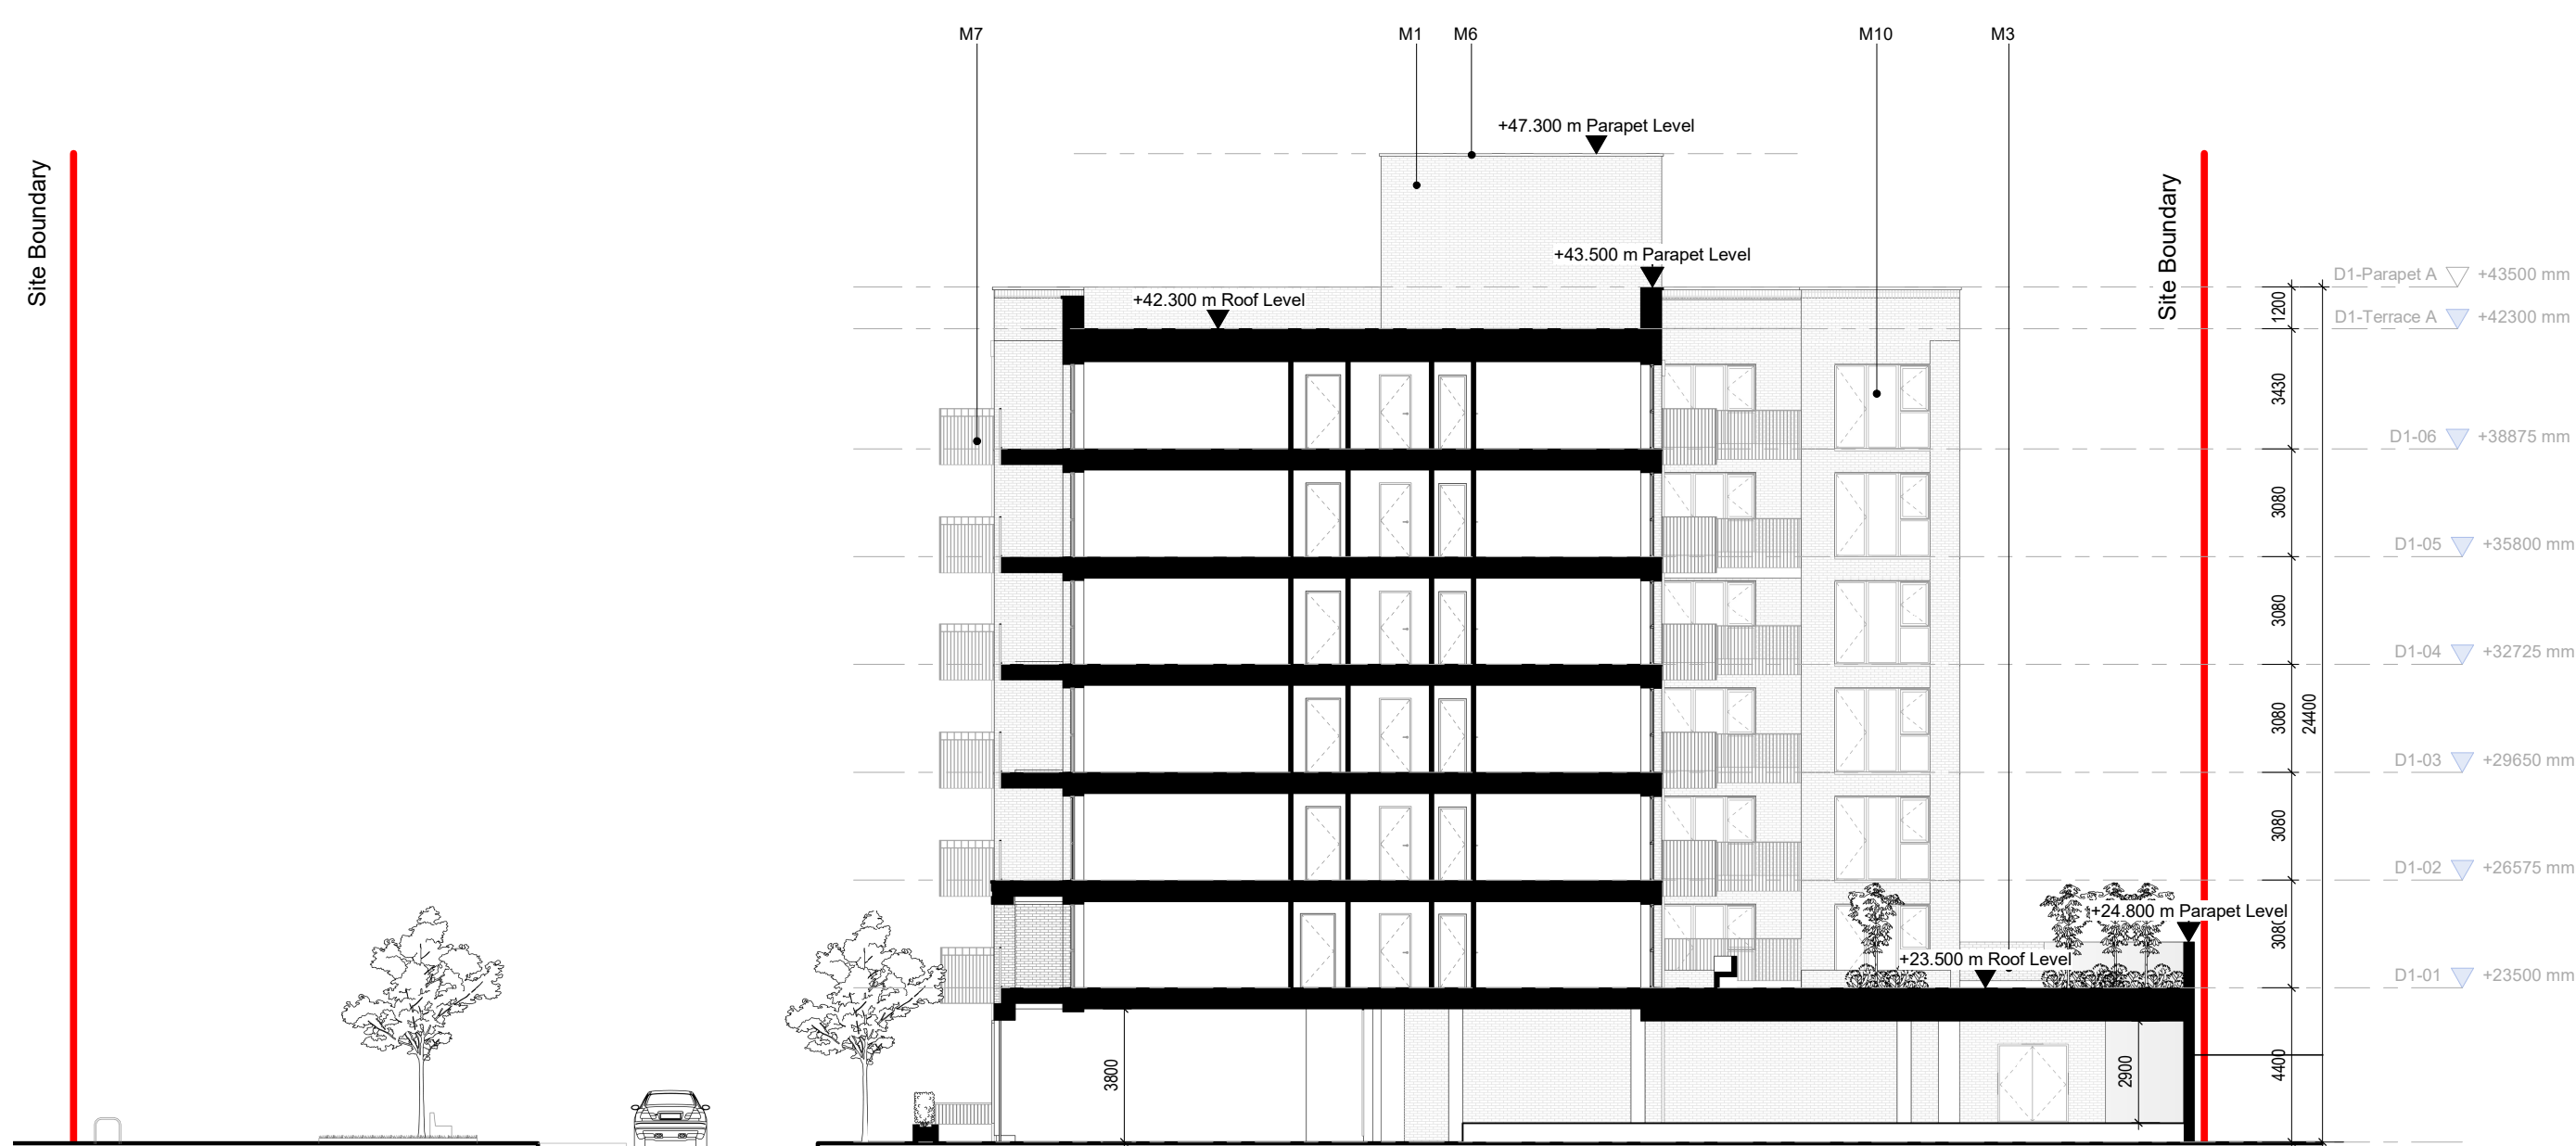 M7
M1
M6
M10
M3
+47.300 m Parapet Level
Site Boundary
Site Boundary
+43.500 m Parapet Level
+42.300 m Roof Level
D1-Parapet A +43500 mm
1200
D1-Terrace A +42300 mm
3430
D1-06 +38875 mm
3080
D1-05 +35800 mm
3080
D1-04 +32725 mm
3080
24400
D1-03 +29650 mm
3080
D1-02 +26575 mm
+24.800 m Parapet Level
3080
+23.500 m Roof Level
D1-01 +23500 mm
3800
2900
4400